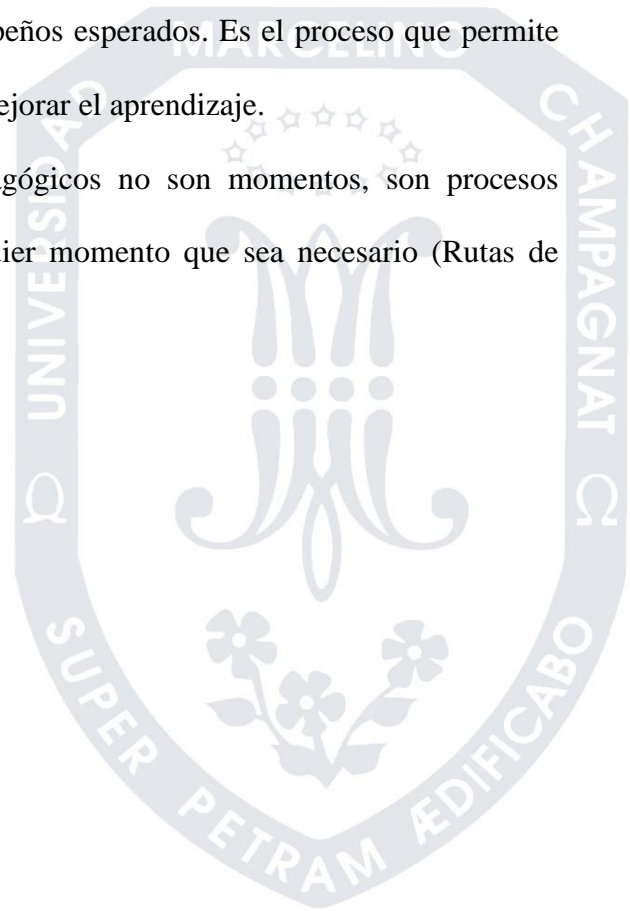 peños esperados. Es el proceso que permite
MARCELINO
ejorar el aprendizaje.
agógicos no son momentos, son procesos
uier momento que sea necesario (Rutas de
UNIVERSIDAD
CHAMPAGNAT
SUPER PETRAM ÆDIFICABO